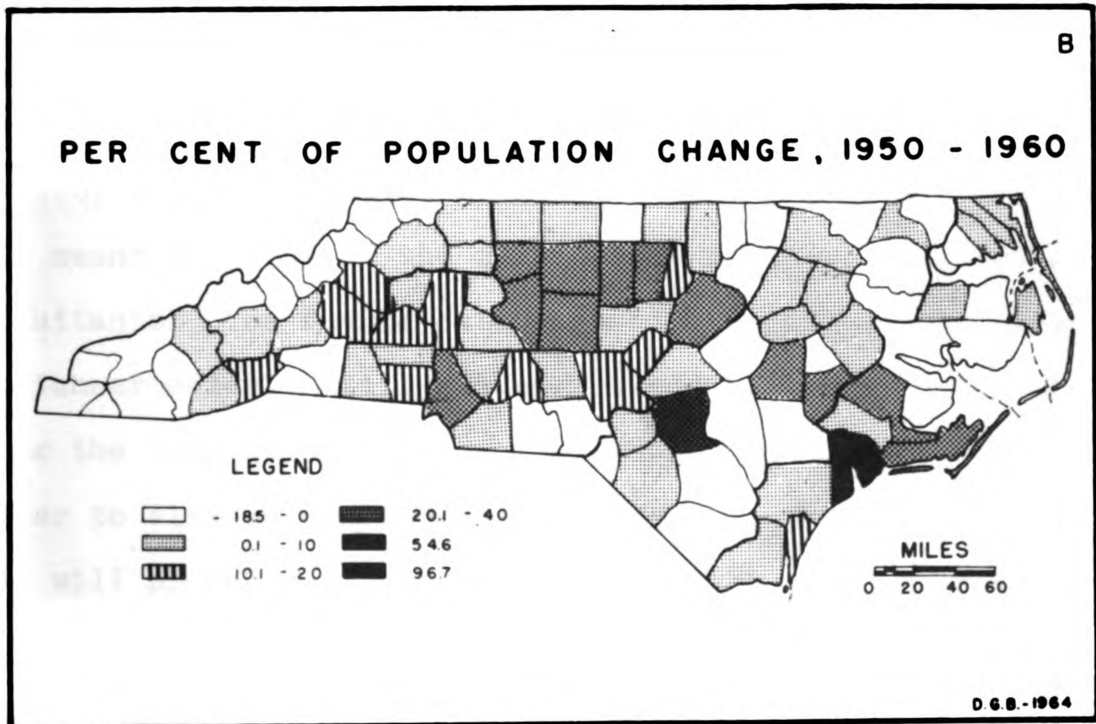 B
PER CENT OF POPULATION CHANGE, 1950 - 1960
LEGEND
- 18.5 - 0
0.1 - 10
10.1 - 20
20.1 - 40
54.6
96.7
MILES
0 20 40 60
D.G.B.-1964